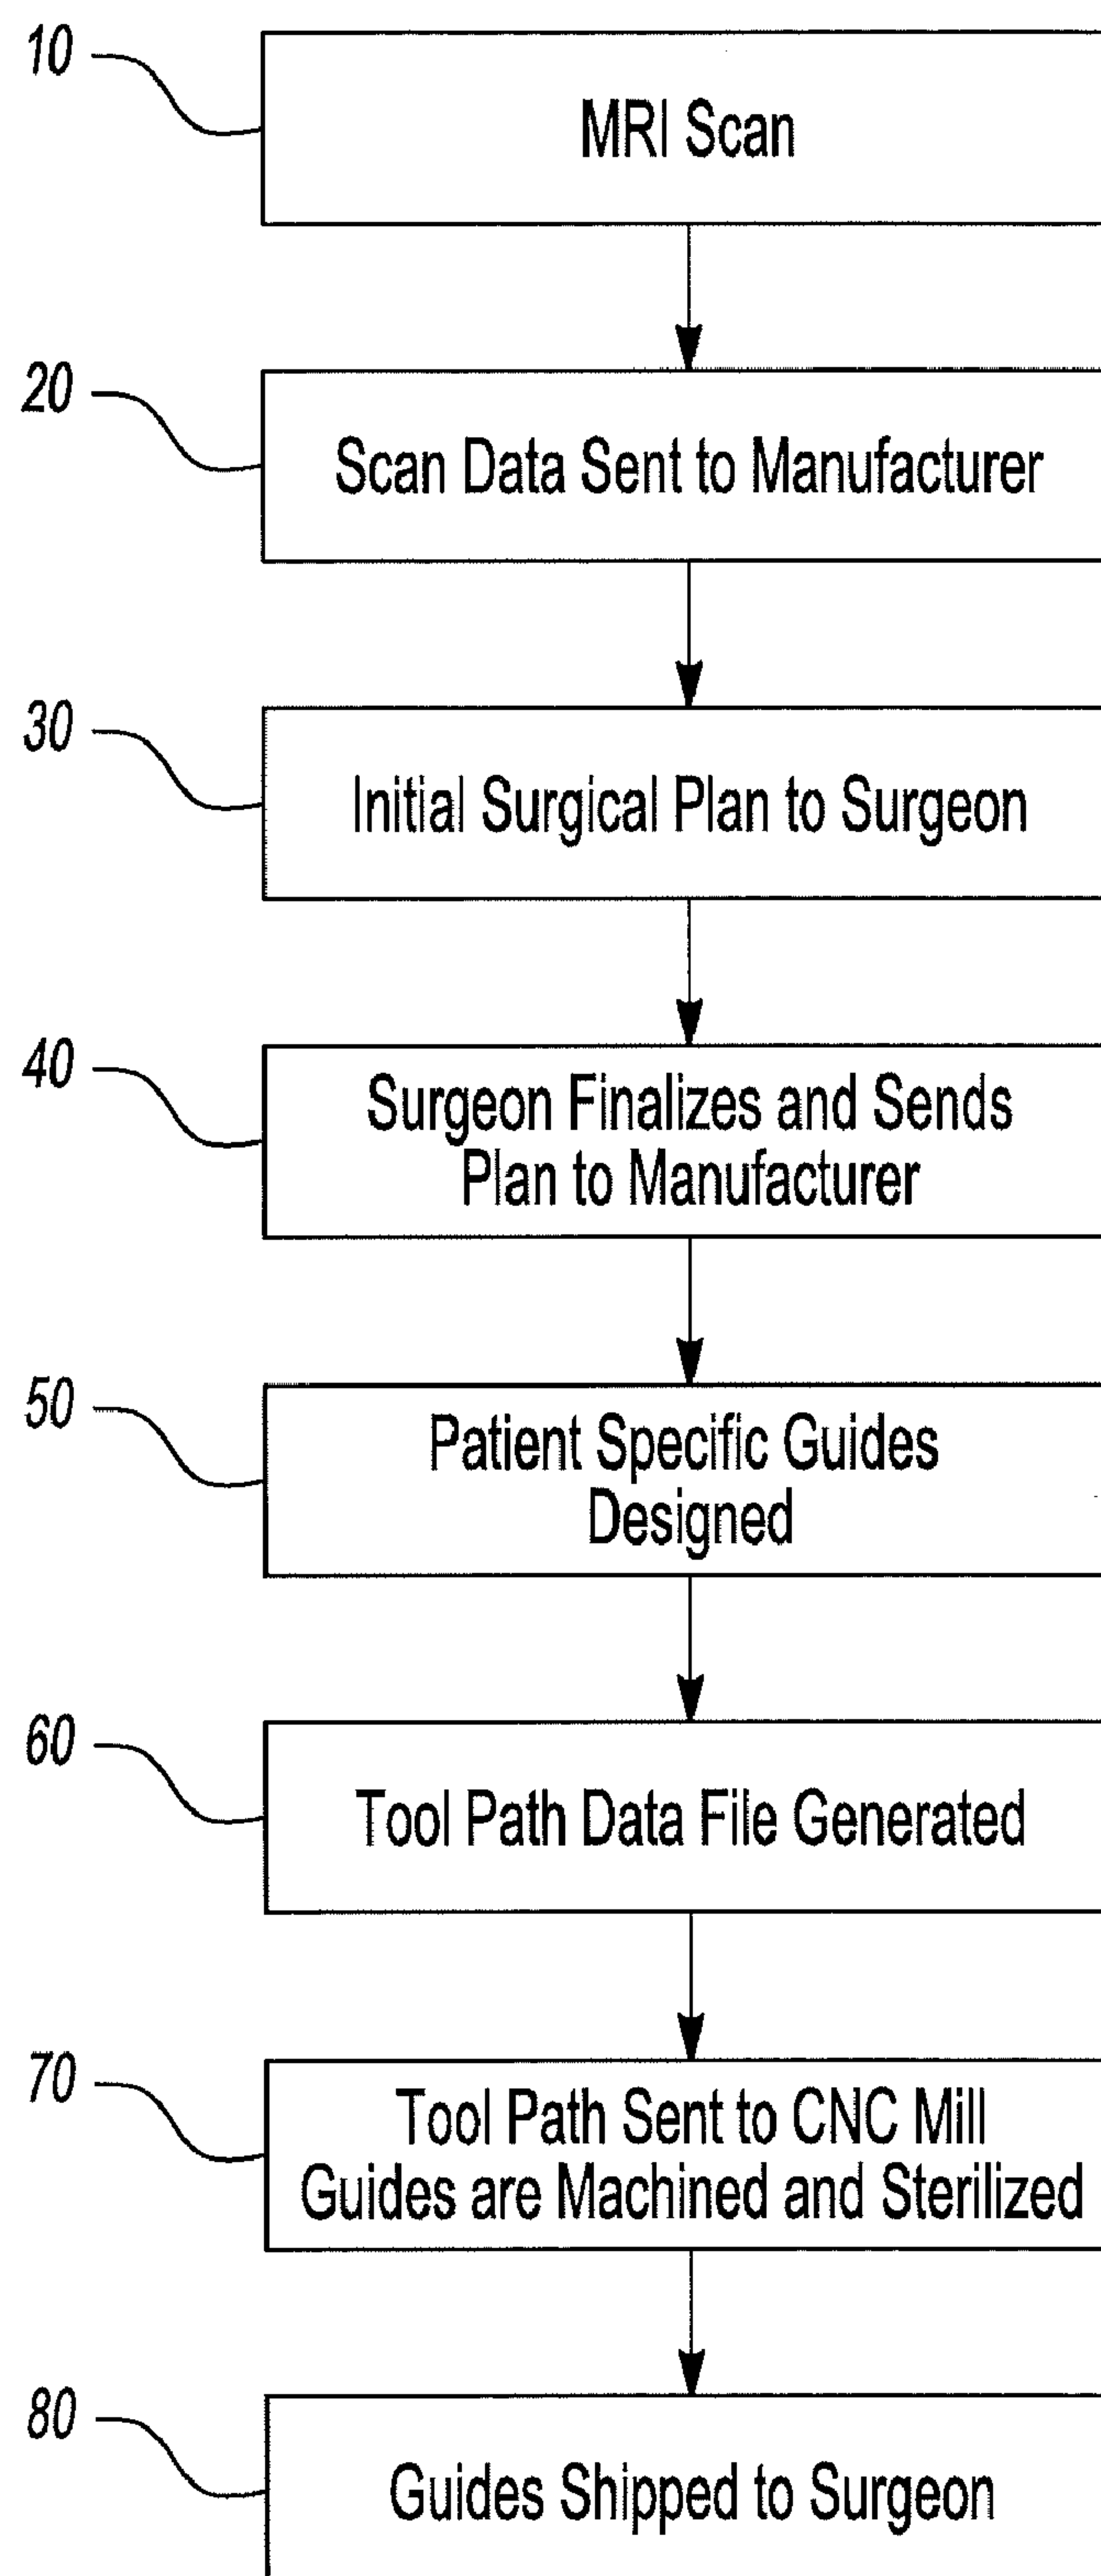 10
MRI Scan
20
Scan Data Sent to Manufacturer
30
Initial Surgical Plan to Surgeon
40
Surgeon Finalizes and Sends
Plan to Manufacturer
50
Patient Specific Guides
Designed
60
Tool Path Data File Generated
70
Tool Path Sent to CNC Mill
Guides are Machined and Sterilized
80
Guides Shipped to Surgeon